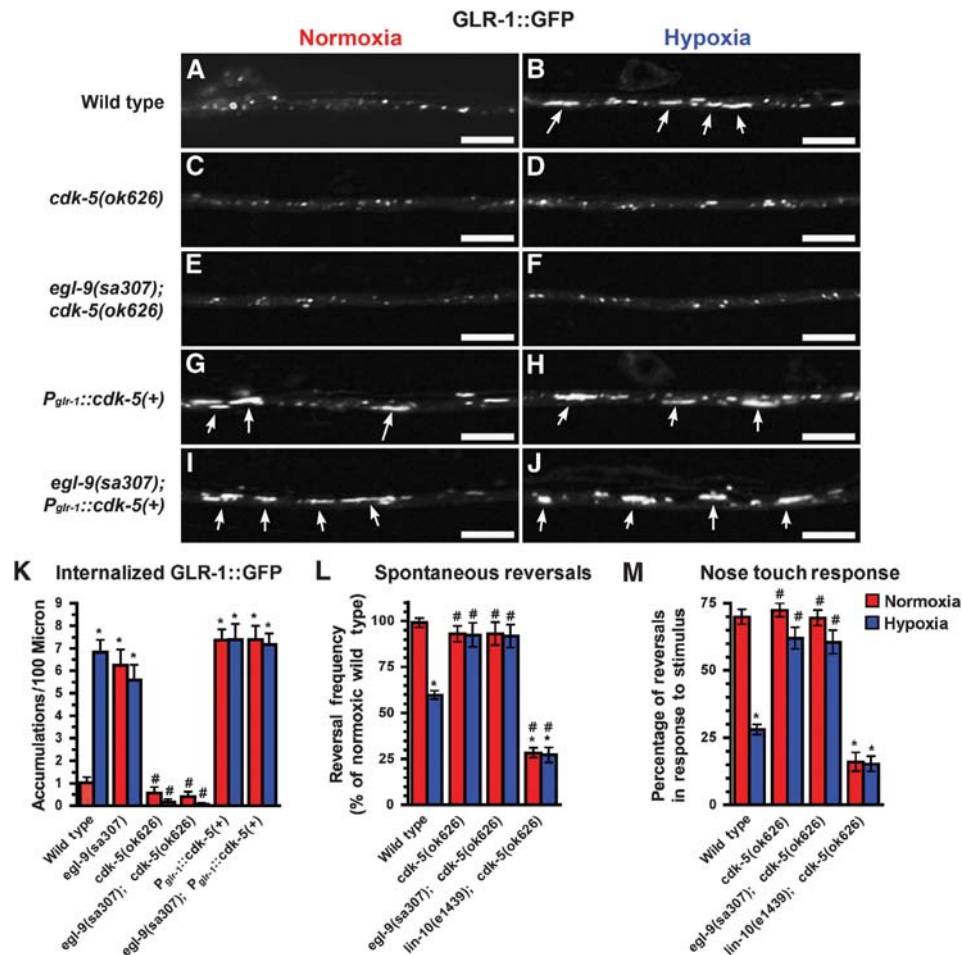 GLR-1::GFP
Normoxia Hypoxia
Wild type A B
cdk-5(ok626) C D
egl-9(sa307); E F
cdk-5(ok626)
Pglr-1::cdk-5(+) G H
egl-9(sa307); I J
Pglr-1::cdk-5(+)
K Internalized GLR-1::GFP
Accumulations/100 Micron
9
8
7
6
5
4
3
2
1
0
* * * # # # # * * * *
Wild type
egl-9(sa307)
cdk-5(ok626)
egl-9(sa307); cdk-5(ok626)
Pglr-1::cdk-5(+)
egl-9(sa307); Pglr-1::cdk-5(+)
L Spontaneous reversals
Reversal frequency
(% of normoxic wild type)
100
75
50
25
0
* # # # # # #
* *
Wild type
cdk-5(ok626)
egl-9(sa307); cdk-5(ok626)
lin-10(e1439); cdk-5(ok626)
M Nose touch response
Percentage of reversals
in response to stimulus
75
50
25
0
* # # # # * *
Wild type
cdk-5(ok626)
egl-9(sa307); cdk-5(ok626)
lin-10(e1439); cdk-5(ok626)
Normoxia
Hypoxia